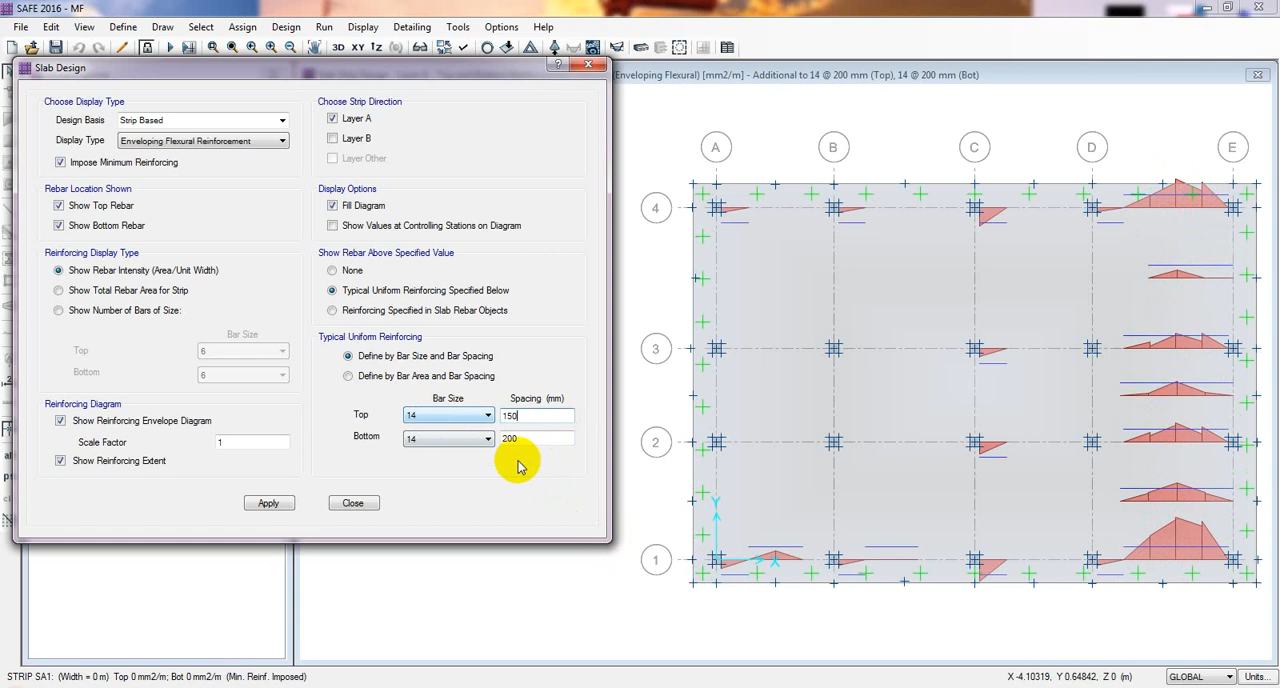 SAFE 2016 - MF
File Edit View Define Draw Select Assign Design Run Display Detailing Tools Options Help
3D XY
Slab Design
Enveloping Flexural) [mm2/m] - Additional to 14 @ 200 mm (Top), 14 @ 200 mm (Bot)
Choose Display Type
Design Basis Strip Based
Display Type Enveloping Flexural Reinforcement
Impose Minimum Reinforcing
Choose Strip Direction
Layer A
Layer B
Layer Other
Rebar Location Shown
Show Top Rebar
Show Bottom Rebar
Display Options
Fill Diagram
Show Values at Controlling Stations on Diagram
Reinforcing Display Type
Show Rebar Intensity (Area/Unit Width)
Show Total Rebar Area for Strip
Show Number of Bars of Size:
Bar Size
Top 6
Bottom 6
Show Rebar Above Specified Value
None
Typical Uniform Reinforcing Specified Below
Reinforcing Specified in Slab Rebar Objects
Typical Uniform Reinforcing
Define by Bar Size and Bar Spacing
Define by Bar Area and Bar Spacing
Bar Size Spacing (mm)
Top 14 150
Bottom 14 200
Reinforcing Diagram
Show Reinforcing Envelope Diagram
Scale Factor 1
Show Reinforcing Extent
Apply Close
A B C D E
4
3
2
1
Y
X
STRIP SA1: (Width = 0 m) Top 0 mm2/m; Bot 0 mm2/m (Min. Reinf. Imposed)
X -4.10319, Y 0.64842, Z 0 (m)
GLOBAL
Units...